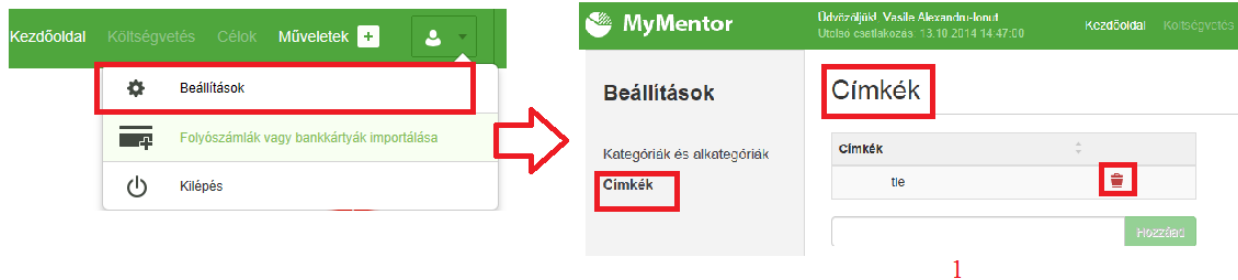 Kezdőoldal Költségvetés Célok Műveletek +
Beállítások
Folyószámlák vagy bankkártyák importálása
Kilépés
MyMentor
Üdvözöljük! Vasile Alexandru-Ionut
Utolsó csatlakozás: 13.10.2014 14:47:00
Kezdőoldal Költségvetés
Beállítások
Kategóriák és alkategóriák
Címkék
Címkék
Címkék
tie
Hozzáad
1